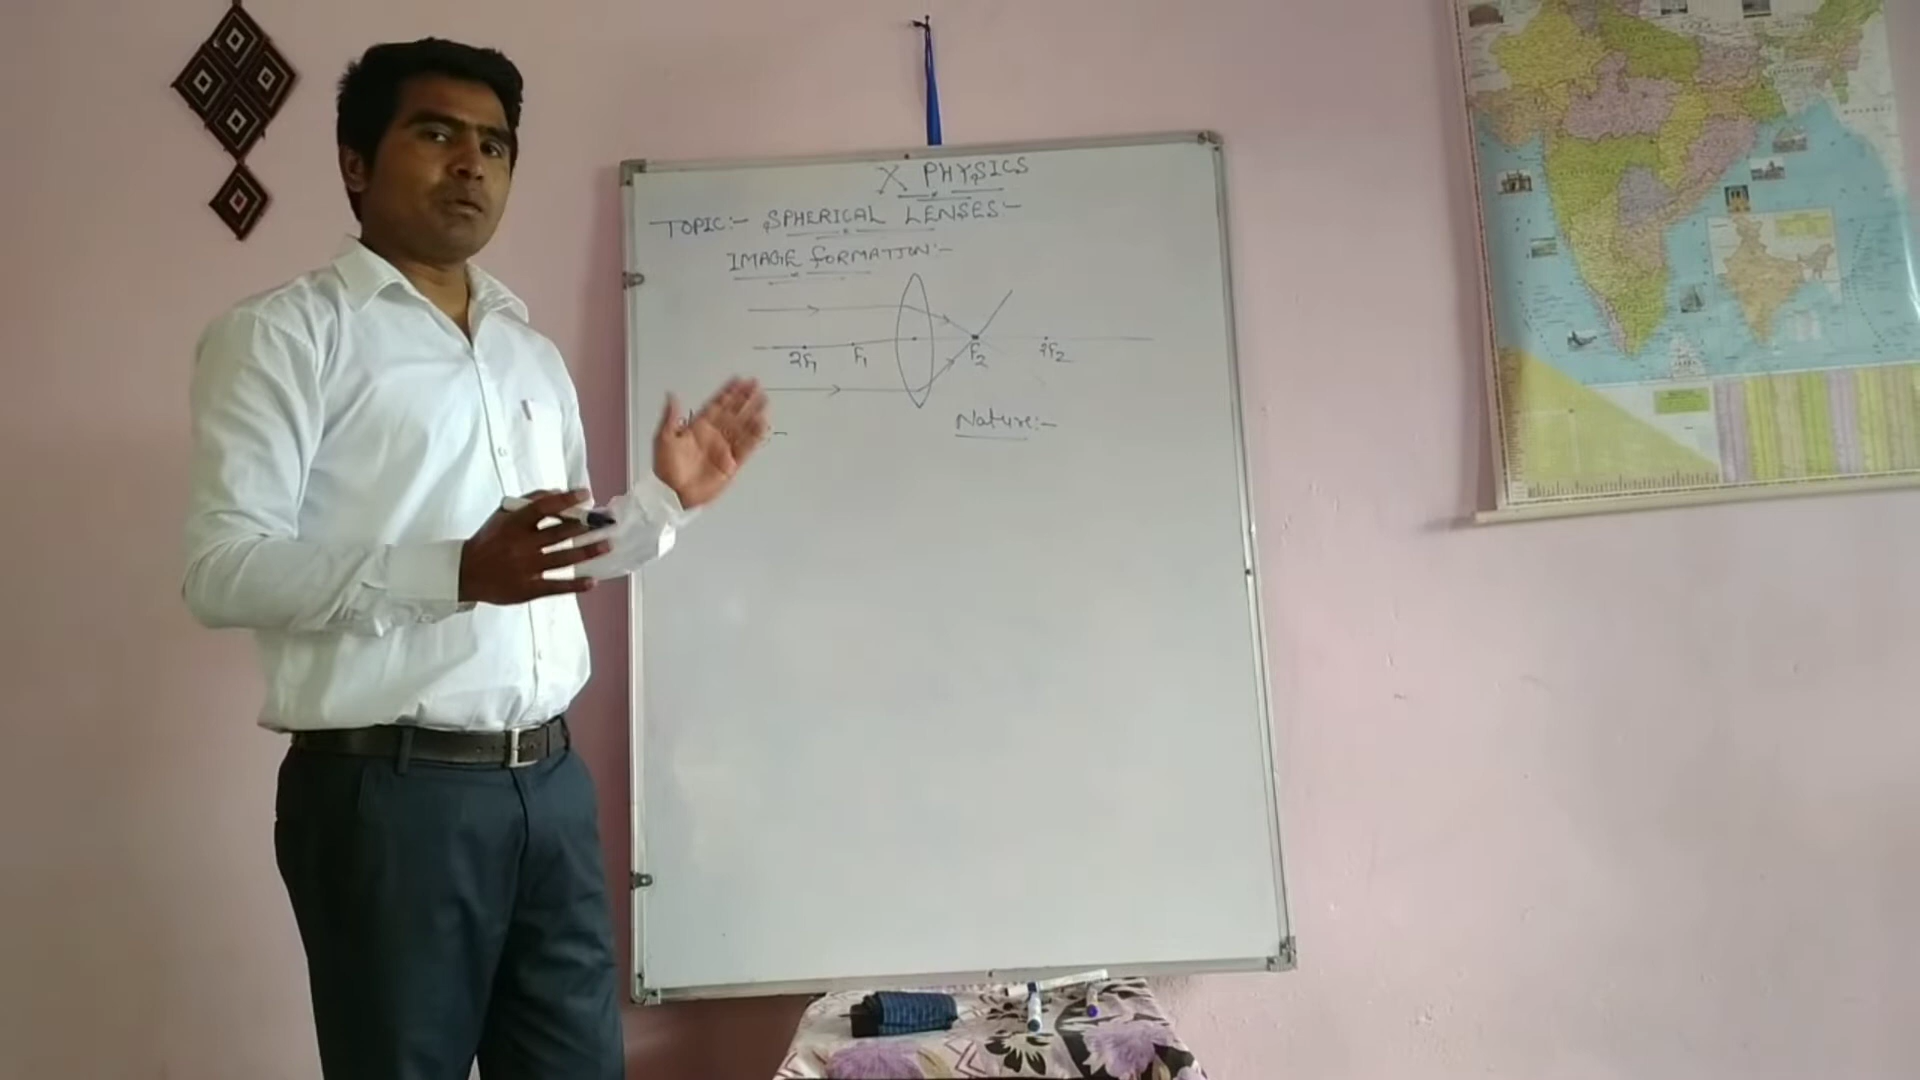 X PHYSICS
TOPIC:- SPHERICAL LENSES:-
IMAGE FORMATION:-
2F1 F1 F2 2F2
Nature:-